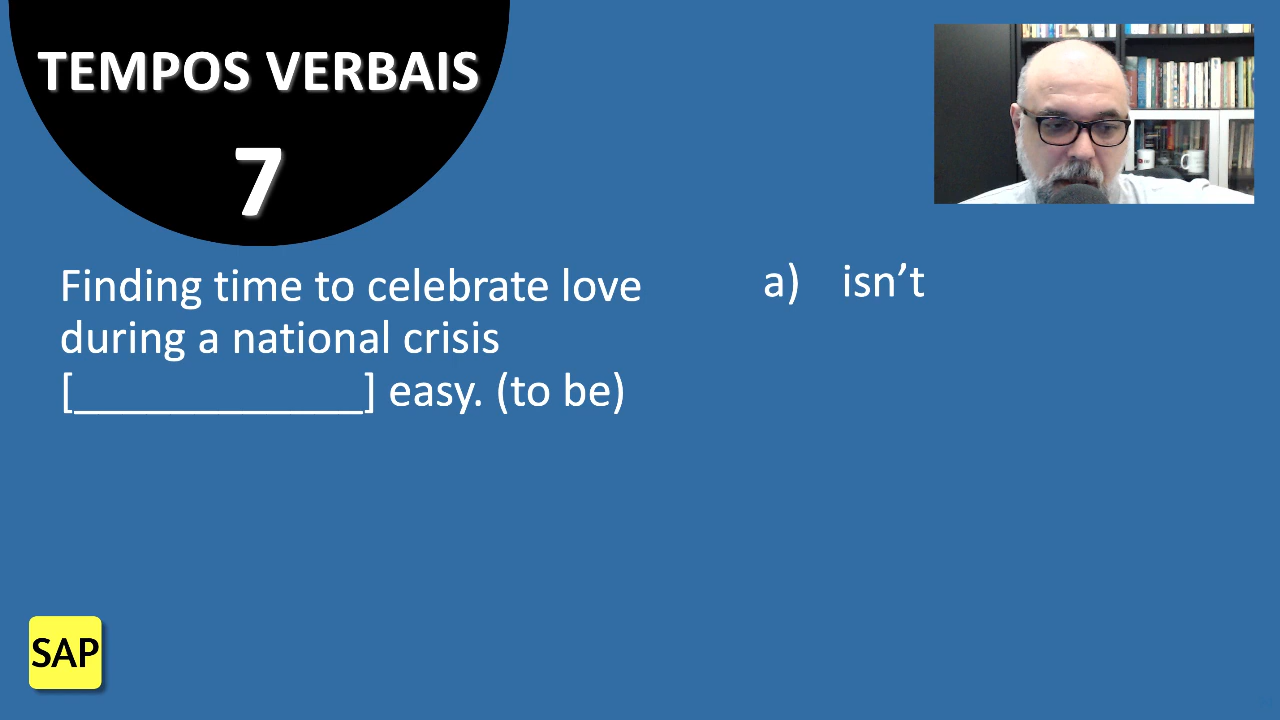 TEMPOS VERBAIS
7
Finding time to celebrate love
during a national crisis
[_____________] easy. (to be)
a) isn’t
SAP